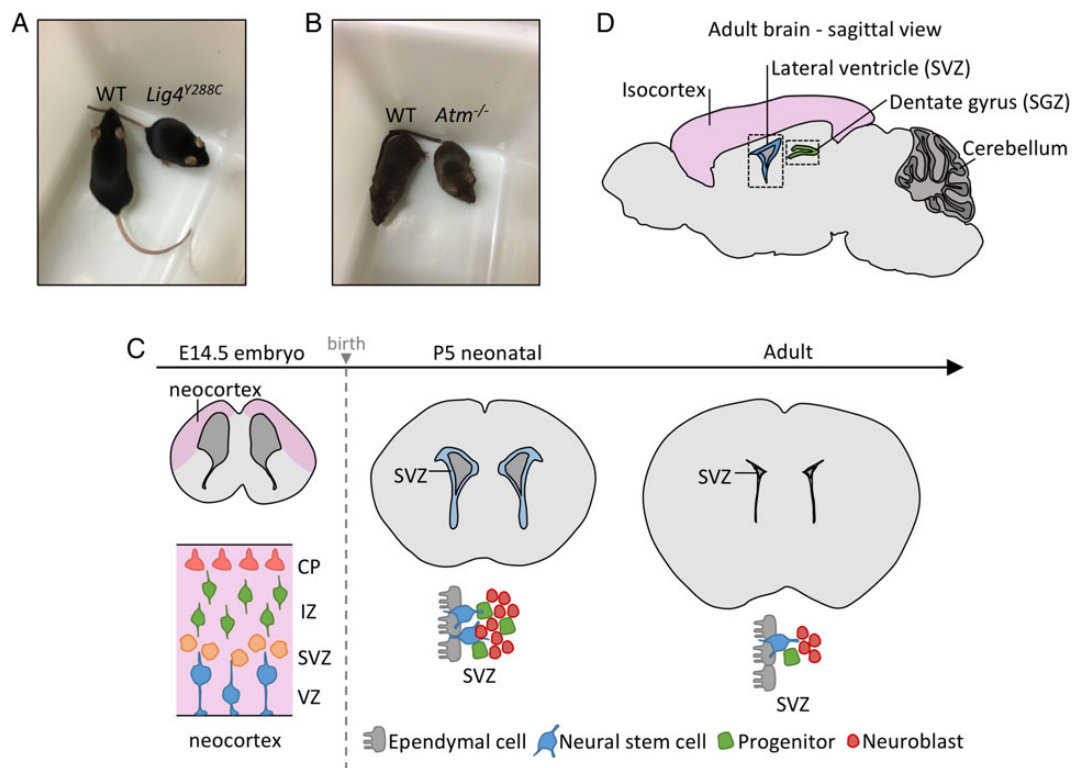 A
WT
Lig4Y288C
B
WT
Atm-/-
D
Adult brain - sagittal view
Lateral ventricle (SVZ)
Isocortex
Dentate gyrus (SGZ)
Cerebellum
C
E14.5 embryo
birth
P5 neonatal
Adult
neocortex
SVZ
SVZ
CP
IZ
SVZ
VZ
neocortex
SVZ
SVZ
Ependymal cell
Neural stem cell
Progenitor
Neuroblast